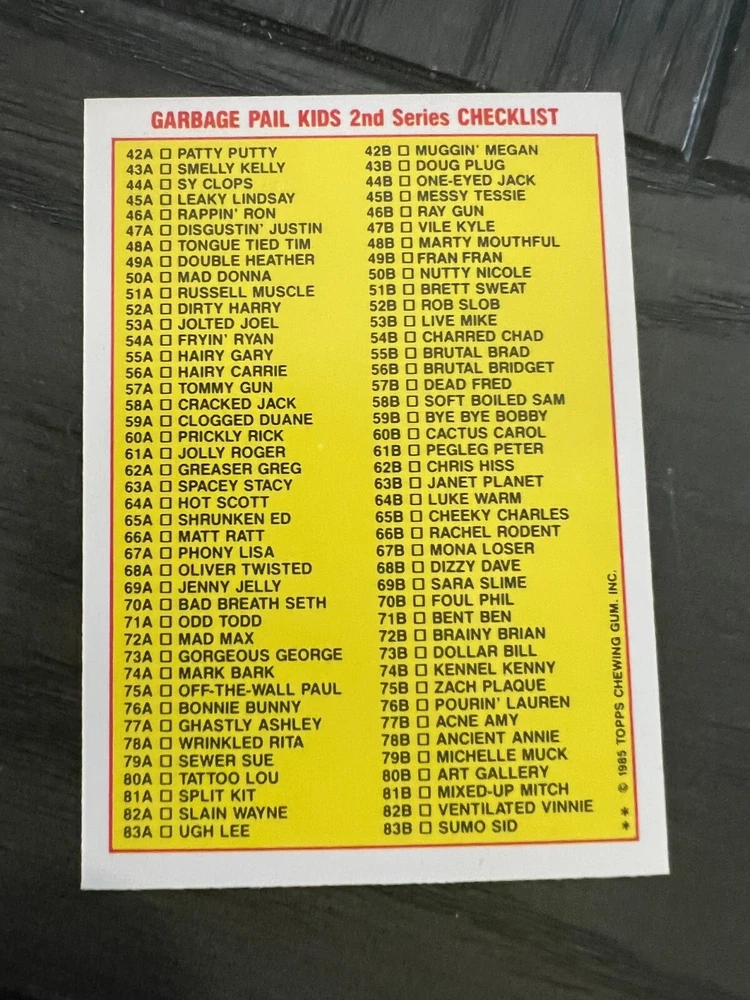 GARBAGE PAIL KIDS 2nd Series CHECKLIST
42A □ PATTY PUTTY
43A □ SMELLY KELLY
44A □ SY CLOPS
45A □ LEAKY LINDSAY
46A □ RAPPIN' RON
47A □ DISGUSTIN' JUSTIN
48A □ TONGUE TIED TIM
49A □ DOUBLE HEATHER
50A □ MAD DONNA
51A □ RUSSELL MUSCLE
52A □ DIRTY HARRY
53A □ JOLTED JOEL
54A □ FRYIN' RYAN
55A □ HAIRY GARY
56A □ HAIRY CARRIE
57A □ TOMMY GUN
58A □ CRACKED JACK
59A □ CLOGGED DUANE
60A □ PRICKLY RICK
61A □ JOLLY ROGER
62A □ GREASER GREG
63A □ SPACEY STACY
64A □ HOT SCOTT
65A □ SHRUNKEN ED
66A □ MATT RATT
67A □ PHONY LISA
68A □ OLIVER TWISTED
69A □ JENNY JELLY
70A □ BAD BREATH SETH
71A □ ODD TODD
72A □ MAD MAX
73A □ GORGEOUS GEORGE
74A □ MARK BARK
75A □ OFF-THE-WALL PAUL
76A □ BONNIE BUNNY
77A □ GHASTLY ASHLEY
78A □ WRINKLED RITA
79A □ SEWER SUE
80A □ TATTOO LOU
81A □ SPLIT KIT
82A □ SLAIN WAYNE
83A □ UGH LEE
42B □ MUGGIN' MEGAN
43B □ DOUG PLUG
44B □ ONE-EYED JACK
45B □ MESSY TESSIE
46B □ RAY GUN
47B □ VILE KYLE
48B □ MARTY MOUTHFUL
49B □ FRAN FRAN
50B □ NUTTY NICOLE
51B □ BRETT SWEAT
52B □ ROB SLOB
53B □ LIVE MIKE
54B □ CHARRED CHAD
55B □ BRUTAL BRAD
56B □ BRUTAL BRIDGET
57B □ DEAD FRED
58B □ SOFT BOILED SAM
59B □ BYE BYE BOBBY
60B □ CACTUS CAROL
61B □ PEGLEG PETER
62B □ CHRIS HISS
63B □ JANET PLANET
64B □ LUKE WARM
65B □ CHEEKY CHARLES
66B □ RACHEL RODENT
67B □ MONA LOSER
68B □ DIZZY DAVE
69B □ SARA SLIME
70B □ FOUL PHIL
71B □ BENT BEN
72B □ BRAINY BRIAN
73B □ DOLLAR BILL
74B □ KENNEL KENNY
75B □ ZACH PLAQUE
76B □ POURIN' LAUREN
77B □ ACNE AMY
78B □ ANCIENT ANNIE
79B □ MICHELLE MUCK
80B □ ART GALLERY
81B □ MIXED-UP MITCH
82B □ VENTILATED VINNIE
83B □ SUMO SID
** © 1985 TOPPS CHEWING GUM, INC.